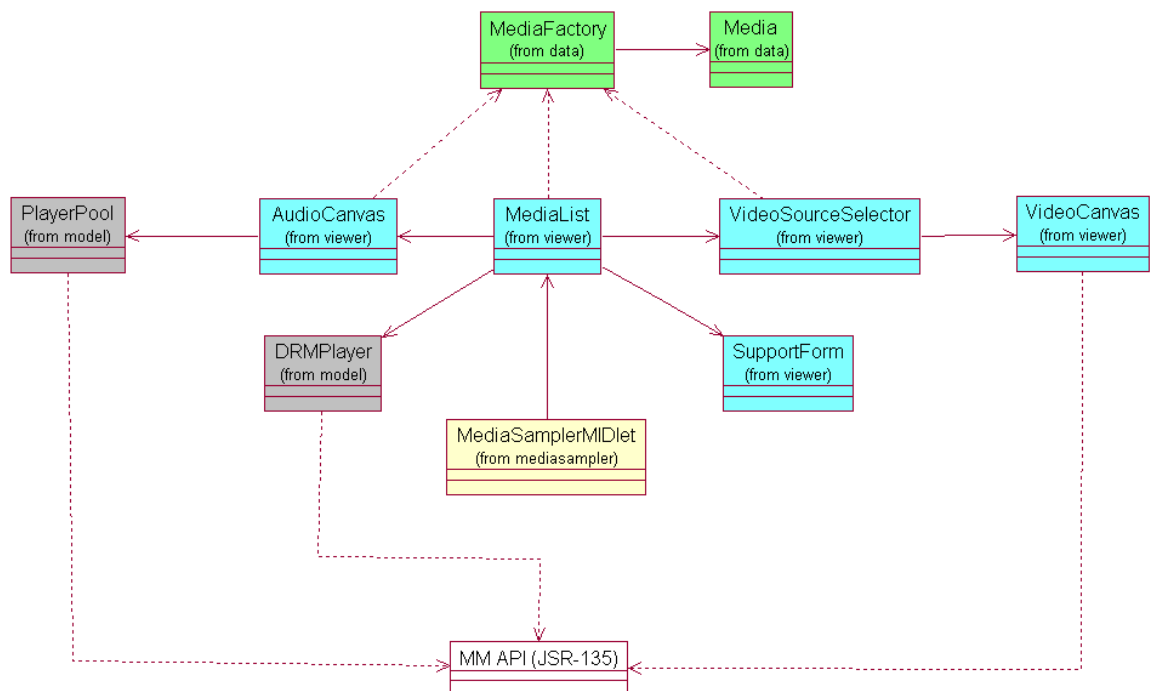 MediaFactory
(from data)
Media
(from data)
PlayerPool
(from model)
AudioCanvas
(from viewer)
MediaList
(from viewer)
VideoSourceSelector
(from viewer)
VideoCanvas
(from viewer)
DRMPlayer
(from model)
SupportForm
(from viewer)
MediaSamplerMIDlet
(from mediasampler)
MM API (JSR-135)